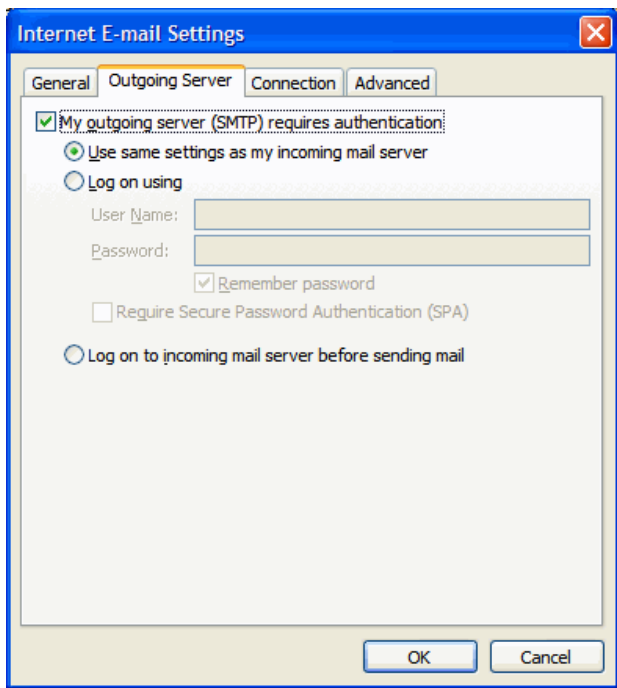 Internet E-mail Settings
General Outgoing Server Connection Advanced
My outgoing server (SMTP) requires authentication
Use same settings as my incoming mail server
Log on using
User Name:
Password:
Remember password
Require Secure Password Authentication (SPA)
Log on to incoming mail server before sending mail
OK Cancel